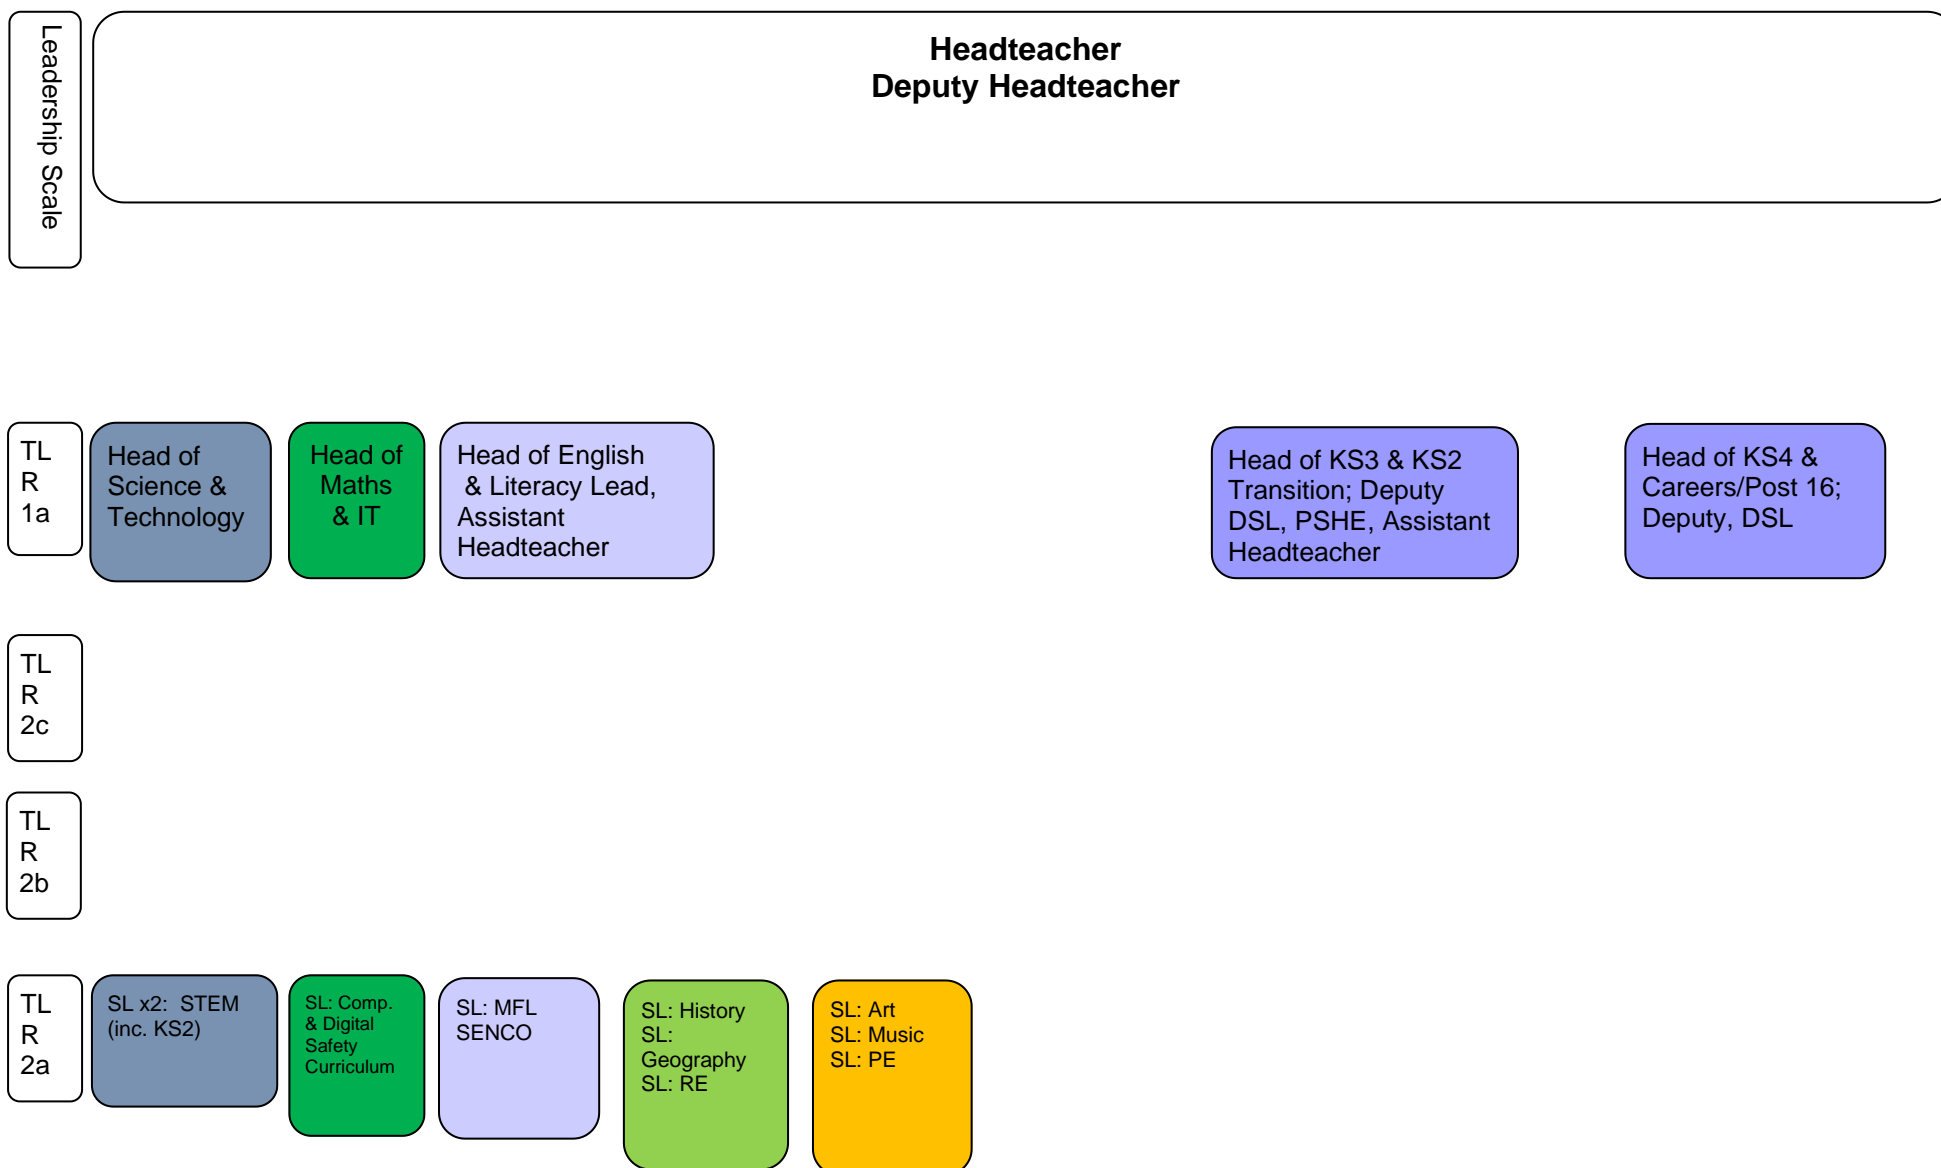 Leadership Scale
Headteacher
Deputy Headteacher
TL
R
1a
Head of
Science &
Technology
Head of
Maths
& IT
Head of English
& Literacy Lead,
Assistant
Headteacher
Head of KS3 & KS2
Transition; Deputy
DSL, PSHE, Assistant
Headteacher
Head of KS4 &
Careers/Post 16;
Deputy, DSL
TL
R
2c
TL
R
2b
TL
R
2a
SL x2:  STEM
(inc. KS2)
SL: Comp.
& Digital
Safety
Curriculum
SL: MFL
SENCO
SL: History
SL:
Geography
SL: RE
SL: Art
SL: Music
SL: PE